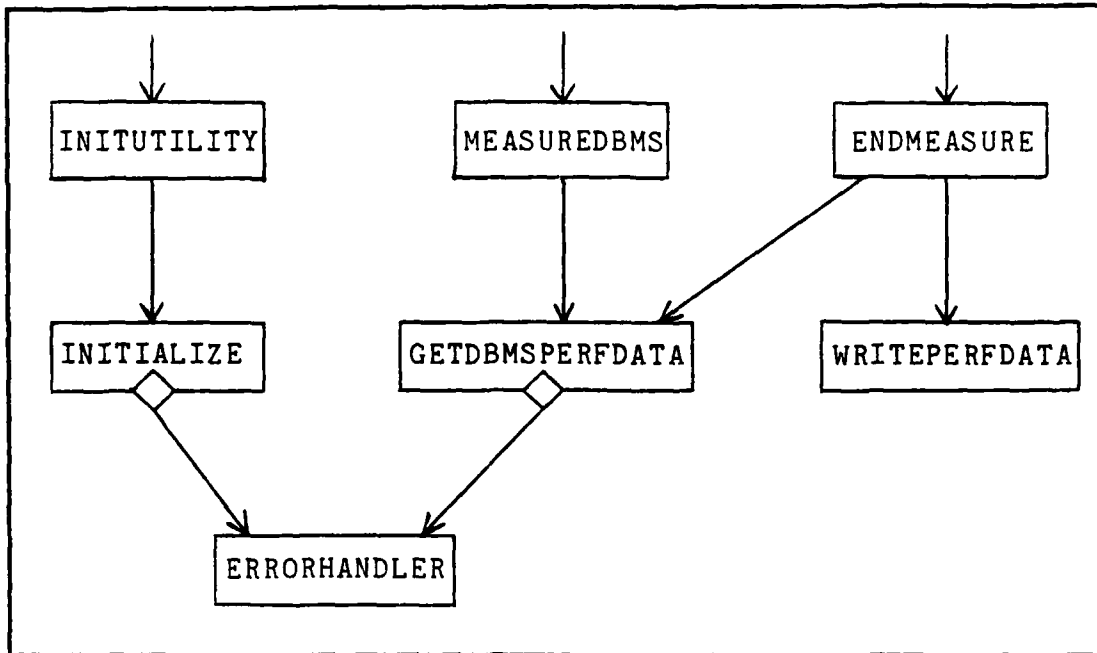 INITUTILITY
MEASUREDBMS
ENDMEASURE
INITIALIZE
GETDBMSPERFDATA
WRITEPERFDATA
ERRORHANDLER